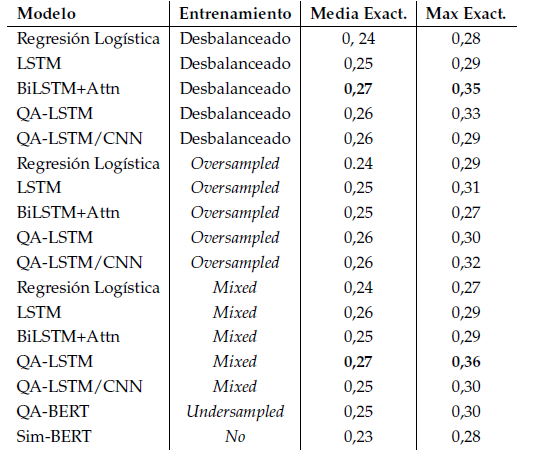 Modelo Entrenamiento Media Exact. Max Exact.
Regresión Logística Desbalanceado 0, 24 0,28
LSTM Desbalanceado 0,25 0,29
BiLSTM+Attn Desbalanceado 0,27 0,35
QA-LSTM Desbalanceado 0,26 0,33
QA-LSTM/CNN Desbalanceado 0,26 0,29
Regresión Logística Oversampled 0.24 0,29
LSTM Oversampled 0,25 0,31
BiLSTM+Attn Oversampled 0,25 0,27
QA-LSTM Oversampled 0,26 0,30
QA-LSTM/CNN Oversampled 0,26 0,32
Regresión Logística Mixed 0,24 0,27
LSTM Mixed 0,26 0,29
BiLSTM+Attn Mixed 0,25 0,29
QA-LSTM Mixed 0,27 0,36
QA-LSTM/CNN Mixed 0,25 0,30
QA-BERT Undersampled 0,25 0,30
Sim-BERT No 0,23 0,28